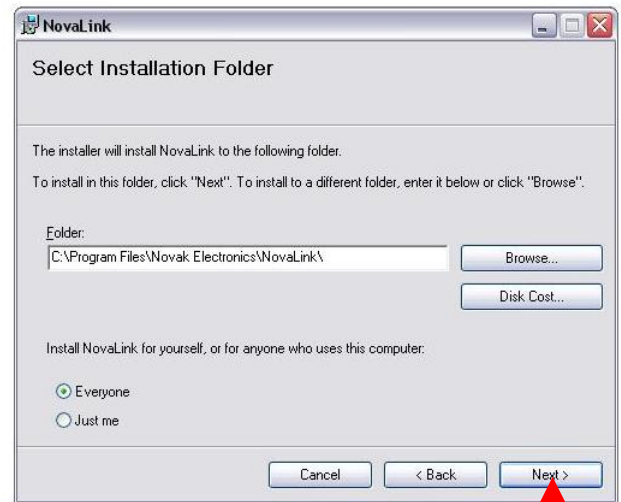 NovaLink
Select Installation Folder
The installer will install NovaLink to the following folder.
To install in this folder, click "Next". To install to a different folder, enter it below or click "Browse".
Folder:
C:\Program Files\Novak Electronics\NovaLink\
Browse...
Disk Cost...
Install NovaLink for yourself, or for anyone who uses this computer:
Everyone
Just me
Cancel
< Back
Next >